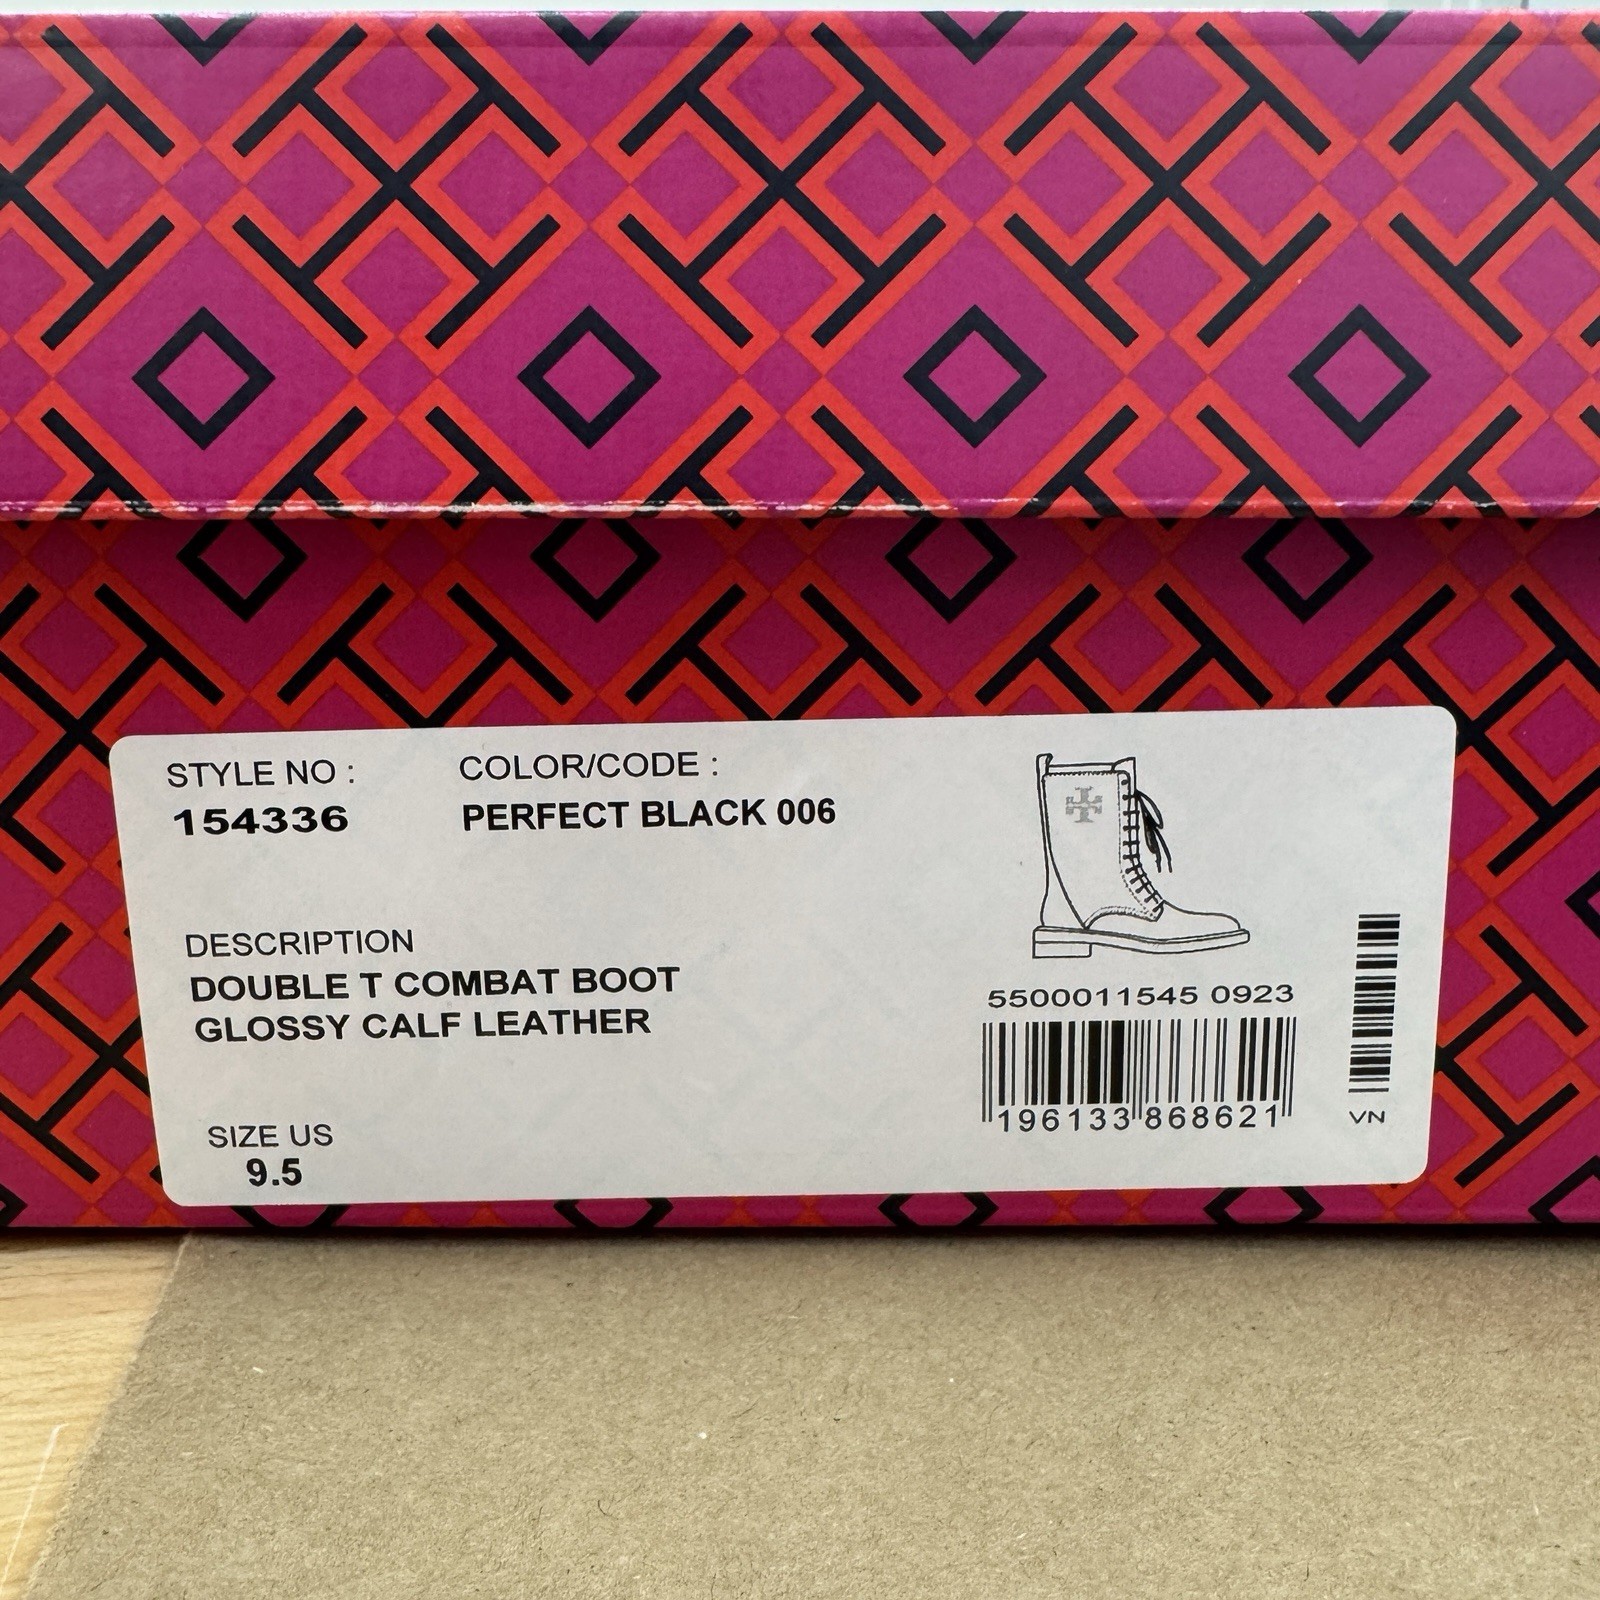 STYLE NO :
154336
COLOR/CODE :
PERFECT BLACK 006
DESCRIPTION
DOUBLE T COMBAT BOOT
GLOSSY CALF LEATHER
SIZE US
9.5
5500011545 0923
196133 868621
VN